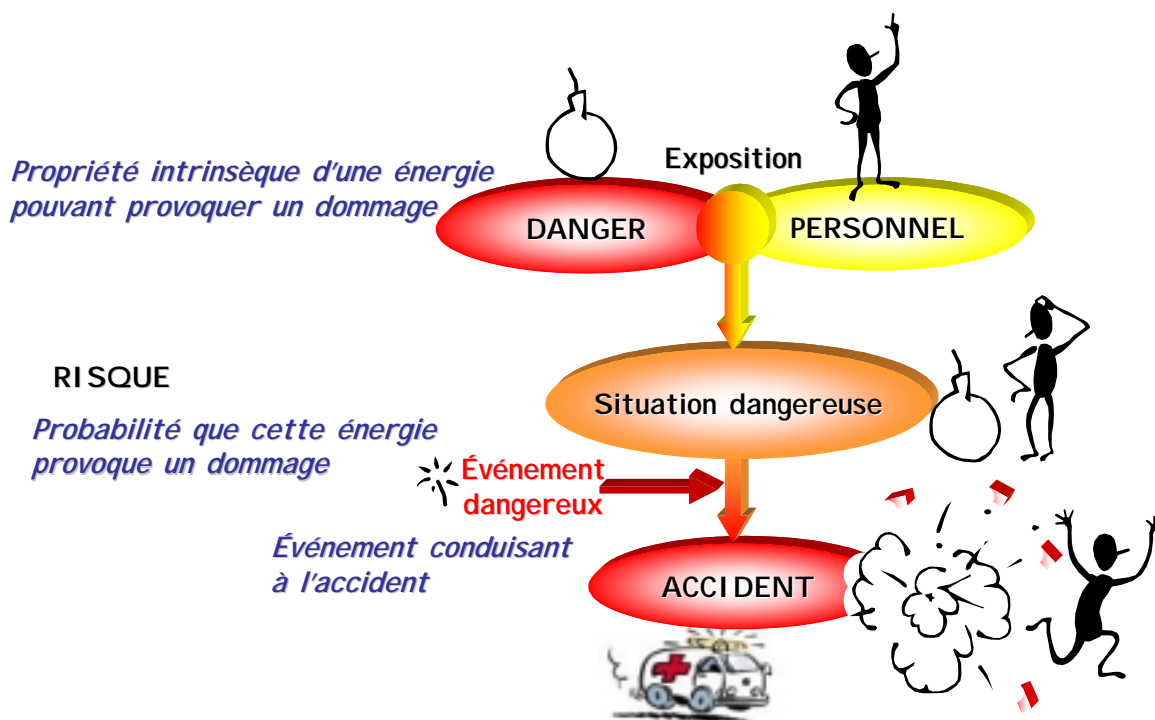 Exposition
Propriété intrinsèque d'une énergie
pouvant provoquer un dommage
DANGER
PERSONNEL
RISQUE
Situation dangereuse
Probabilité que cette énergie
provoque un dommage
Événement
dangereux
Événement conduisant
à l'accident
ACCIDENT